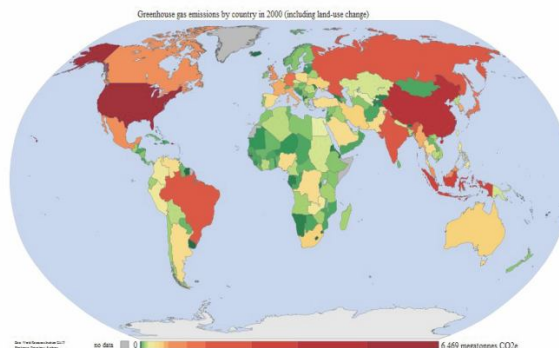 Greenhouse gas emissions by country in 2000 (including land-use change)
no data 0 6,469 megatonnes CO2e